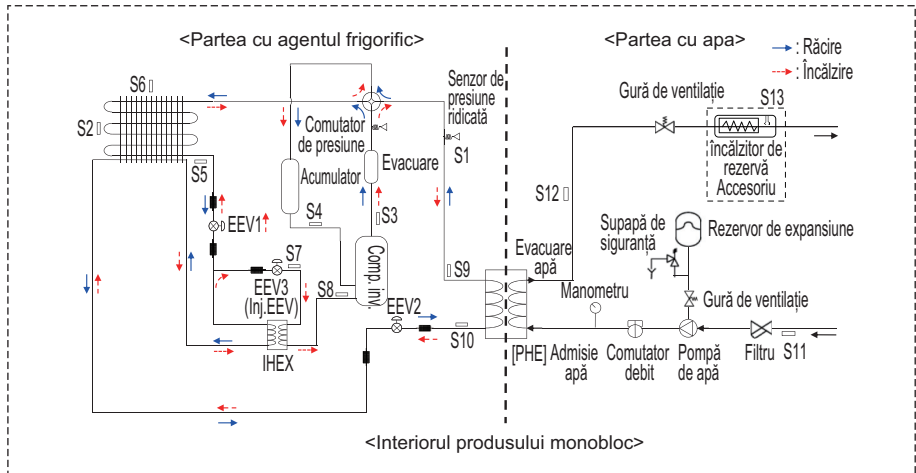 <Partea cu agentul frigorific>
<Partea cu apa>
: Răcire
: Încălzire
S6
S2
S5
Senzor de
presiune
ridicată
S1
Comutator
de presiune
Evacuare
Acumulator
S4
S3
EEV1
S7
EEV3
(Inj.EEV)
S8
Comp. inv.
IHEX
EEV2
S9
S10
[PHE]
Gură de ventilație
S13
încălzitor de
rezervă
Accesoriu
S12
Supapă de
siguranță
Rezervor de expansiune
Evacuare
apă
Manometru
Gură de ventilație
Admisie
apă
Comutator
debit
Pompă
de apă
Filtru
S11
<Interiorul produsului monobloc>